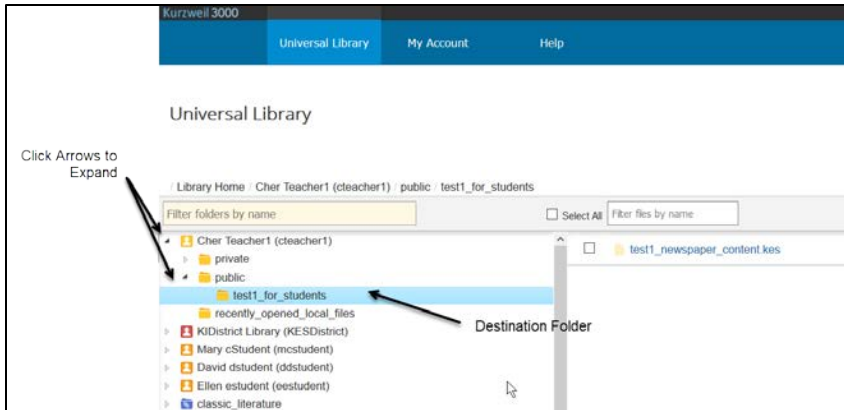 Kurzweil 3000
Universal Library My Account Help
Universal Library
Click Arrows to
Expand
/ Library Home / Cher Teacher1 (cteacher1) / public / test1_for_students
Filter folders by name Select All Filter files by name
Cher Teacher1 (cteacher1) test1_newspaper_content.kes
private
public
test1_for_students
recently_opened_local_files
Destination Folder
KIDistrict Library (KESDistrict)
Mary cStudent (mcstudent)
David dstudent (ddstudent)
Ellen estudent (eestudent)
classic_literature